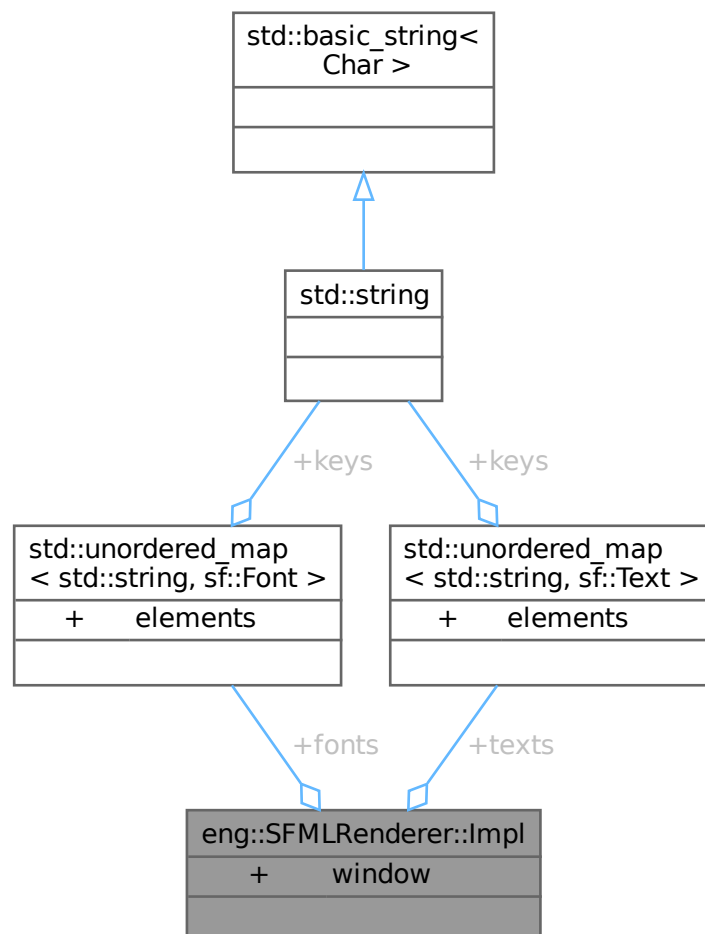 std::basic_string<
Char >
std::string
+keys +keys
std::unordered_map
< std::string, sf::Font >
+ elements
std::unordered_map
< std::string, sf::Text >
+ elements
+fonts +texts
eng::SFMLRenderer::Impl
+ window